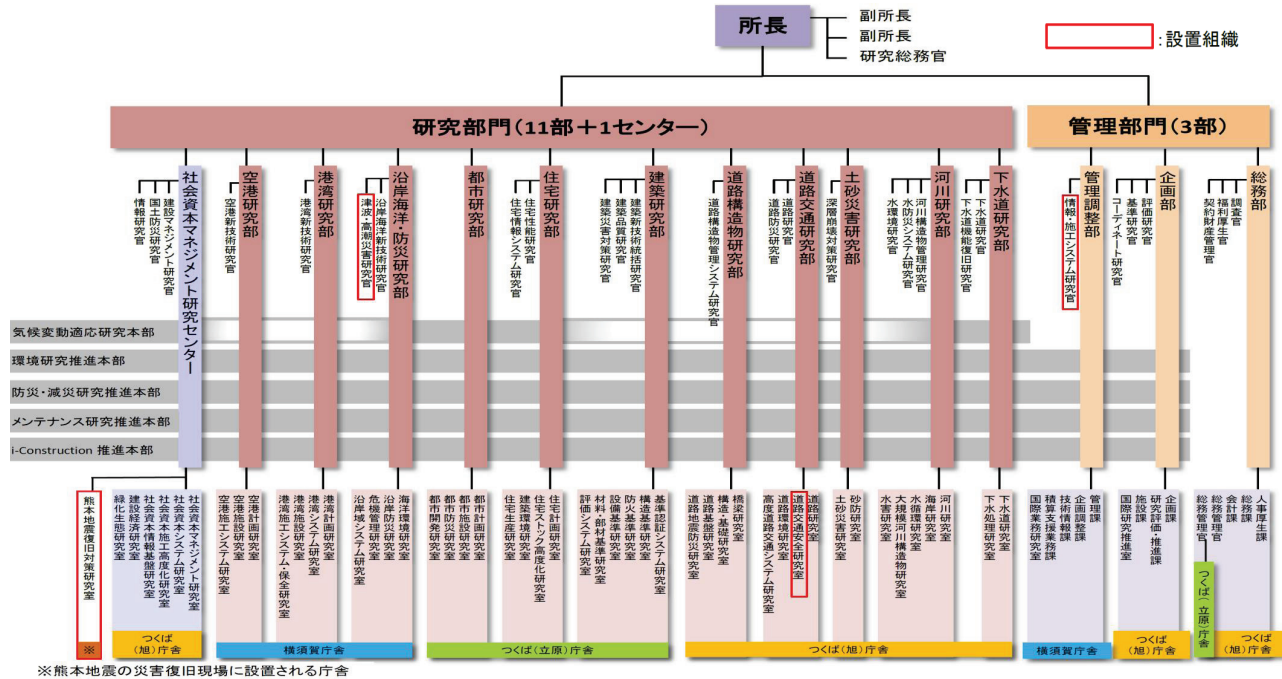 所長
副所長
副所長
研究総務官
:設置組織
研究部門(11部+1センター)
管理部門(3部)
社会資本マネジメント研究センター
建設マネジメント研究官
国土防災研究官
情報研究官
空港研究部
空港新技術研究官
港湾研究部
港湾新技術研究官
沿岸海洋・防災研究部
沿岸海洋新技術研究官
津波・高潮災害研究官
都市研究部
住宅研究部
住宅性能研究官
住宅情報システム研究官
建築研究部
建築新技術統括研究官
建築品質研究官
建築災害対策研究官
道路構造物研究部
道路構造物管理システム研究官
道路交通研究部
道路研究官
道路防災研究官
土砂災害研究部
深層崩壊対策研究官
河川研究部
河川構造物管理研究官
水防災システム研究官
水環境研究官
下水道研究部
下水道研究官
下水道機能復旧研究官
管理調整部
情報・施工システム研究官
企画部
評価研究官
基準研究官
コーディネート研究官
総務部
調査官
福利厚生官
契約財産管理官
気候変動適応研究本部
環境研究推進本部
防災・減災研究推進本部
メンテナンス研究推進本部
i-Construction 推進本部
熊本地震復旧対策研究室
※
社会資本マネジメント研究室
社会資本システム研究室
社会資本施工高度化研究室
社会資本情報基盤研究室
建設経済研究室
緑化生態研究室
つくば
(旭)庁舎
空港計画研究室
空港施設研究室
空港施工システム研究室
港湾計画研究室
港湾システム研究室
港湾施設研究室
港湾施工システム・保全研究室
海洋環境研究室
沿岸防災研究室
危機管理研究室
沿岸域システム研究室
横須賀庁舎
都市計画研究室
都市施設研究室
都市防災研究室
都市開発研究室
住宅計画研究室
住宅ストック高度化研究室
建築環境研究室
住宅生産研究室
基準認証システム研究室
構造基準研究室
防火基準研究室
設備基準研究室
材料・部材基準研究室
評価システム研究室
つくば(立原)庁舎
橋梁研究室
構造・基礎研究室
道路基盤研究室
道路地震防災研究室
道路研究室
道路交通安全研究室
道路環境研究室
高度道路交通システム研究室
砂防研究室
土砂災害研究室
河川研究室
海岸研究室
水循環研究室
大規模河川構造物研究室
水害研究室
下水道研究室
下水処理研究室
つくば(旭)庁舎
管理課
企画調整課
技術情報課
積算支援業務課
国際業務研究室
横須賀庁舎
企画課
研究評価・推進課
施設課
国際研究推進室
つくば
(旭)庁舎
人事厚生課
総務課
会計課
総務管理官
総務管理官
つくば(立原)庁舎
つくば
(旭)庁舎
※熊本地震の災害復旧現場に設置される庁舎